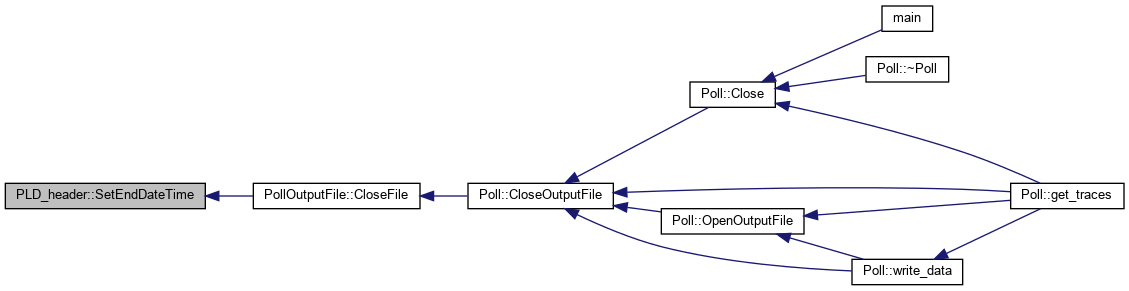 main
Poll::~Poll
Poll::Close
PLD_header::SetEndDateTime
PollOutputFile::CloseFile
Poll::CloseOutputFile
Poll::get_traces
Poll::OpenOutputFile
Poll::write_data